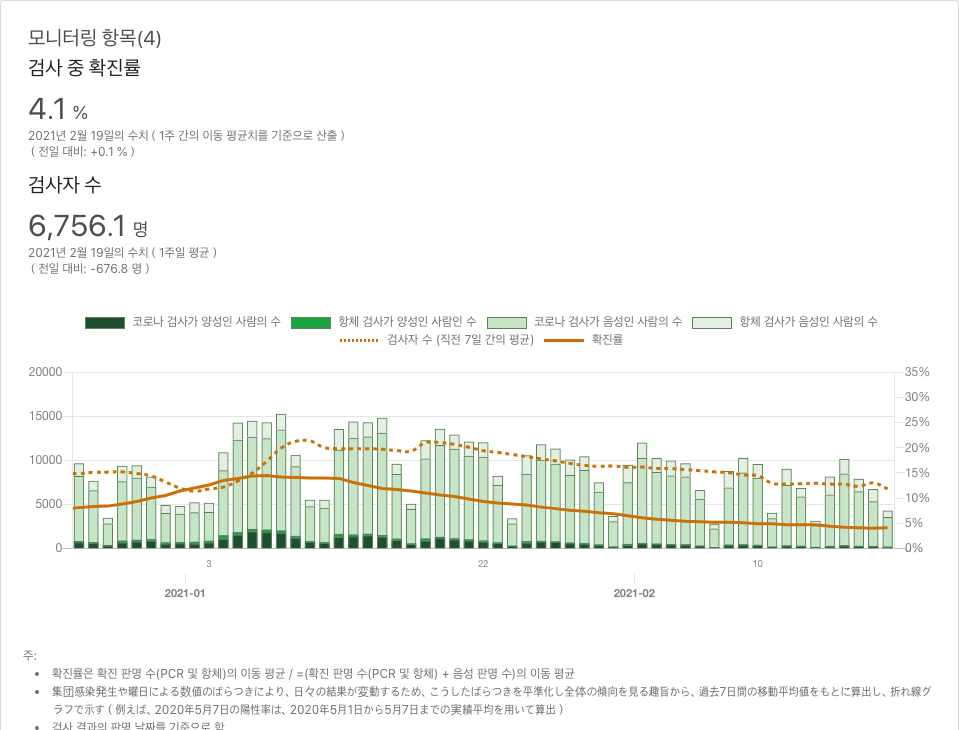 모니터링 항목(4)
검사 중 확진률
4.1 %
2021년 2월 19일의 수치 ( 1주 간의 이동 평균치를 기준으로 산출 )
( 전일 대비: +0.1 % )
검사자 수
6,756.1 명
2021년 2월 19일의 수치 ( 1주일 평균 )
( 전일 대비: -676.8 명 )
코로나 검사가 양성인 사람의 수 항체 검사가 양성인 사람인 수 코로나 검사가 음성인 사람의 수 항체 검사가 음성인 사람의 수
검사자 수 (직전 7일 간의 평균) 확진률
20000 35%
30%
15000 25%
20%
10000 15%
10%
5000 5%
0 0%
3 22 10
2021-01 2021-02
주:
확진률은 확진 판명 수(PCR 및 항체)의 이동 평균 / =(확진 판명 수(PCR 및 항체) + 음성 판명 수)의 이동 평균
集団感染発生や曜日による数値のばらつきにより、日々の結果が変動するため、こうしたばらつきを平準化し全体の傾向を見る趣旨から、過去7日間の移動平均値をもとに算出し、折れ線グ
ラフで示す ( 例えば、2020年5月7日の陽性率は、2020年5月1日から5月7日までの実績平均を用いて算出 )
검사 결과의 판명 날짜를 기준으로 함